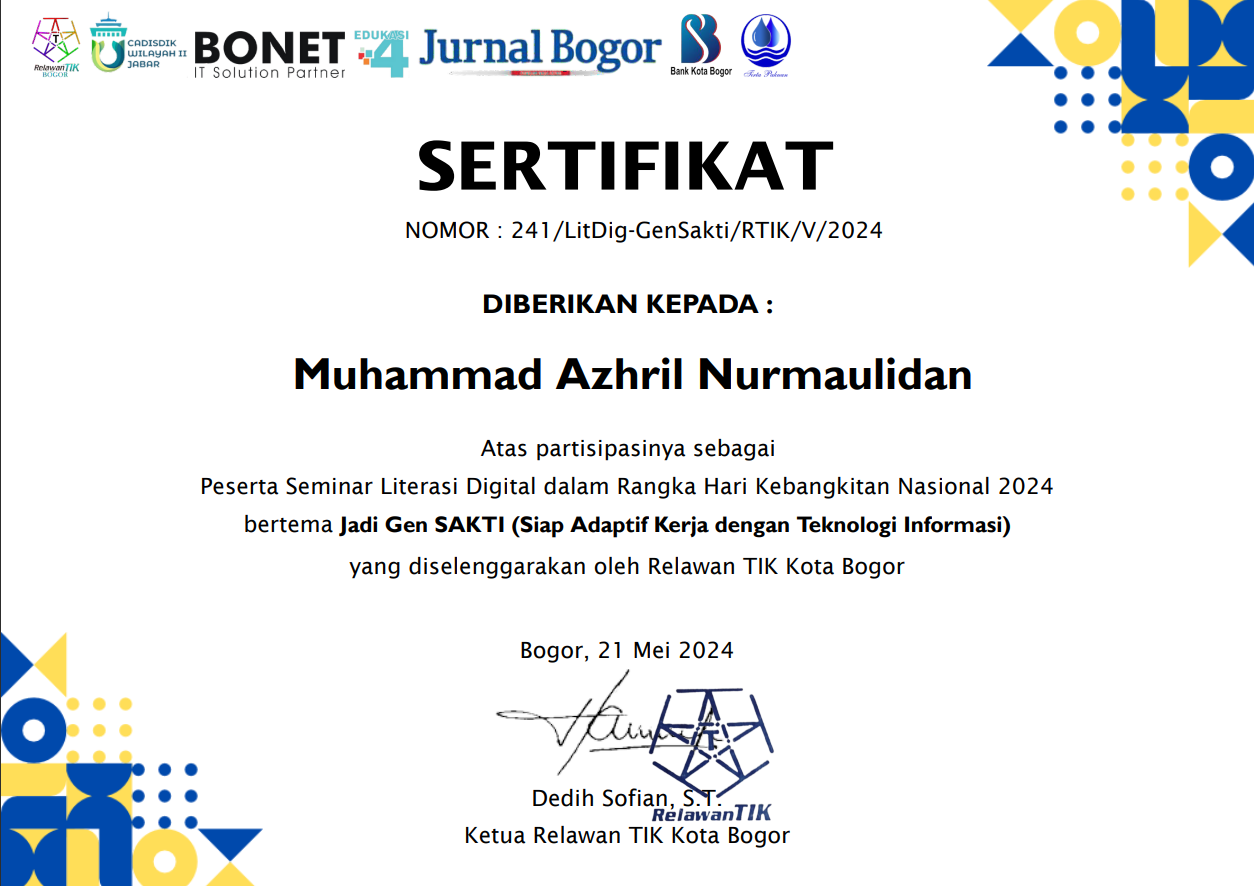 RelawanTIK
BOGOR
CADISDIK
WILAYAH II
JABAR
BONET
IT Solution Partner
EDUKASI
4
Jurnal Bogor
Bank Kota Bogor
Tirta Pakuan
SERTIFIKAT
NOMOR : 241/LitDig-GenSakti/RTIK/V/2024
DIBERIKAN KEPADA :
Muhammad Azhril Nurmaulidan
Atas partisipasinya sebagai
Peserta Seminar Literasi Digital dalam Rangka Hari Kebangkitan Nasional 2024
bertema Jadi Gen SAKTI (Siap Adaptif Kerja dengan Teknologi Informasi)
yang diselenggarakan oleh Relawan TIK Kota Bogor
Bogor, 21 Mei 2024
Dedih Sofian, S.T.
RelawanTIK
Ketua Relawan TIK Kota Bogor